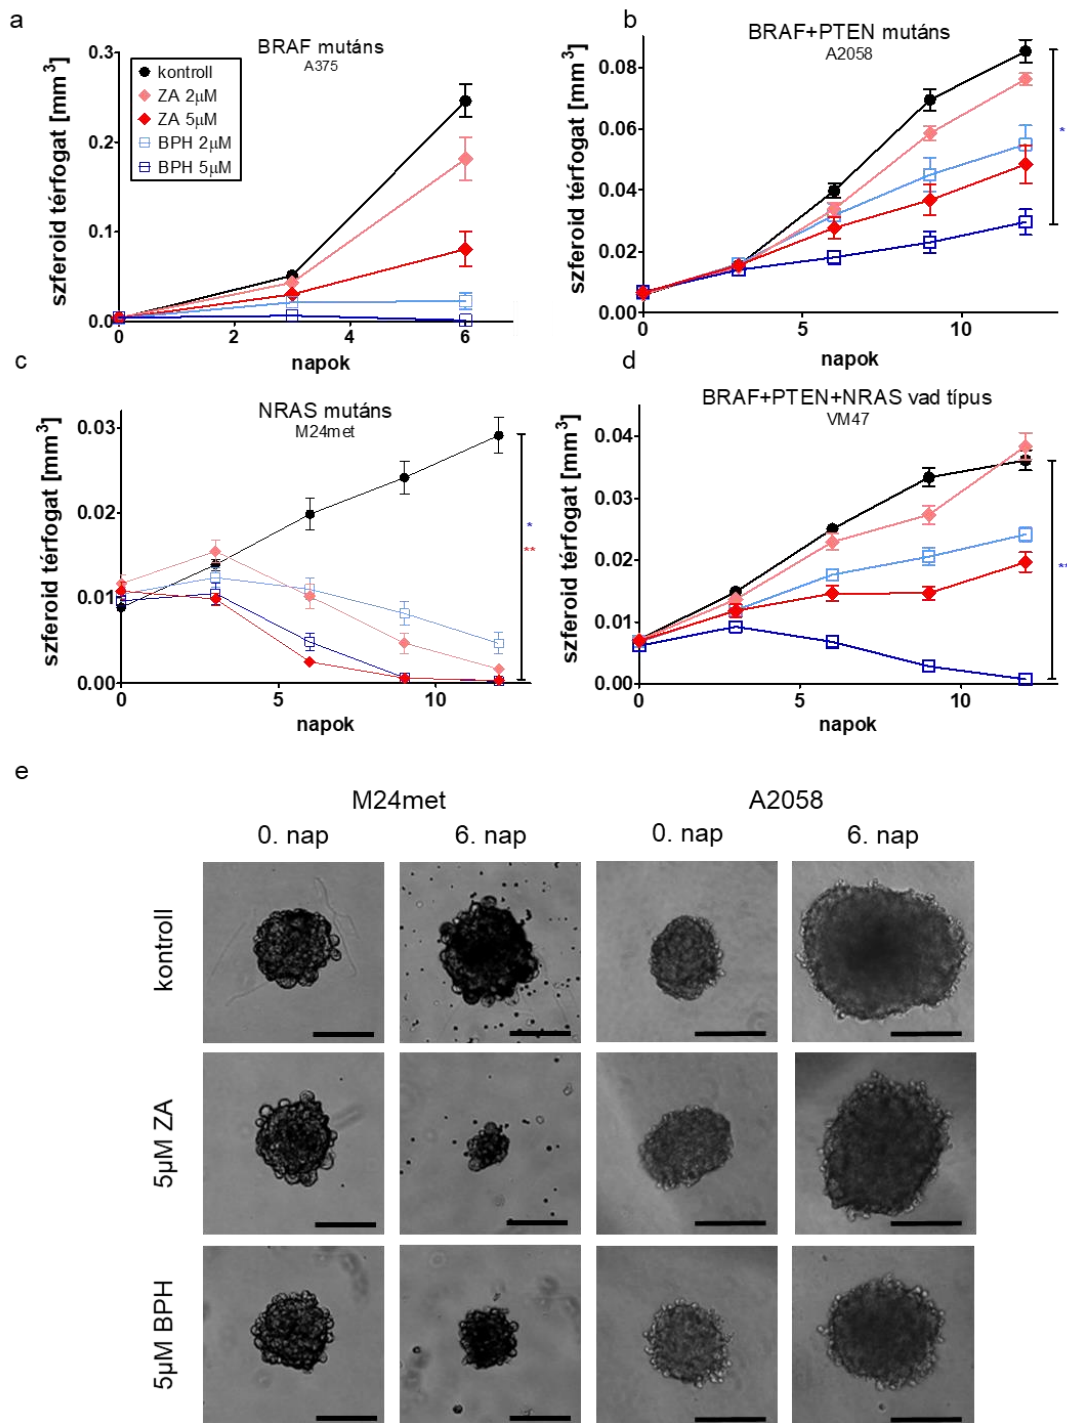 a
BRAF mutáns
A375
szferoid térfogat [mm³]
0.3
0.2
0.1
0.0
0
2
4
6
napok
kontroll
ZA 2µM
ZA 5µM
BPH 2µM
BPH 5µM
b
BRAF+PTEN mutáns
A2058
szferoid térfogat [mm³]
0.08
0.06
0.04
0.02
0.00
0
5
10
napok
*
c
NRAS mutáns
M24met
szferoid térfogat [mm³]
0.03
0.02
0.01
0.00
0
5
10
napok
*
**
d
BRAF+PTEN+NRAS vad típus
VM47
szferoid térfogat [mm³]
0.04
0.03
0.02
0.01
0.00
0
5
10
napok
e
M24met
A2058
0. nap
6. nap
0. nap
6. nap
kontroll
5µM ZA
5µM BPH